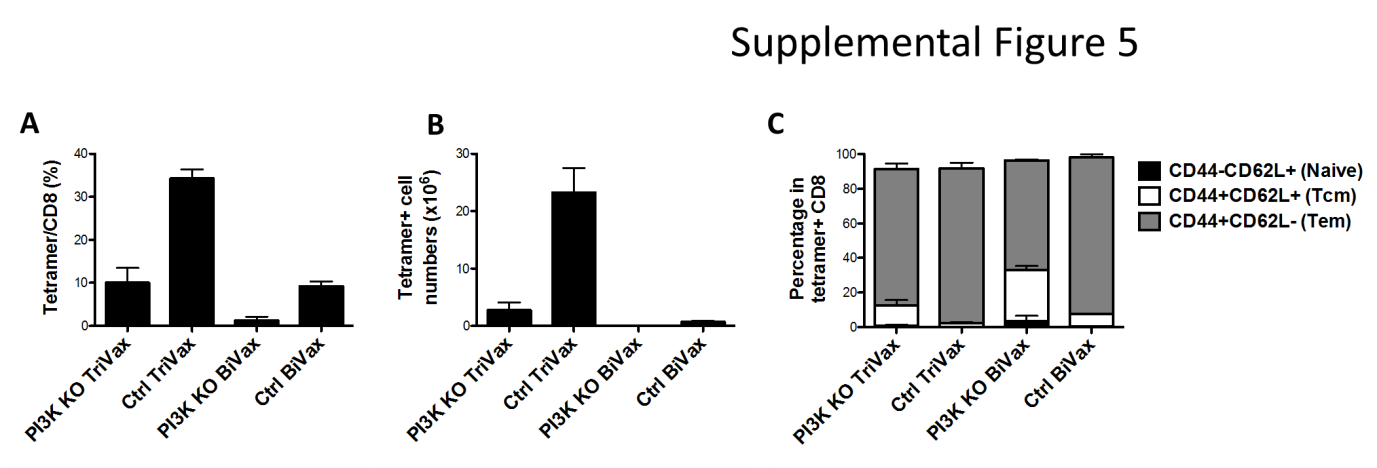 Supplemental Figure 5
A
Tetramer/CD8 (%)
40
30
20
10
0
PI3K KO TriVax
Ctrl TriVax
PI3K KO BiVax
Ctrl BiVax
B
Tetramer+ cell
numbers (x10⁶)
30
20
10
0
PI3K KO TriVax
Ctrl TriVax
PI3K KO BiVax
Ctrl BiVax
C
Percentage in
tetramer+ CD8
100
80
60
40
20
0
PI3K KO TriVax
Ctrl TriVax
PI3K KO BiVax
Ctrl BiVax
CD44-CD62L+ (Naive)
CD44+CD62L+ (Tcm)
CD44+CD62L- (Tem)